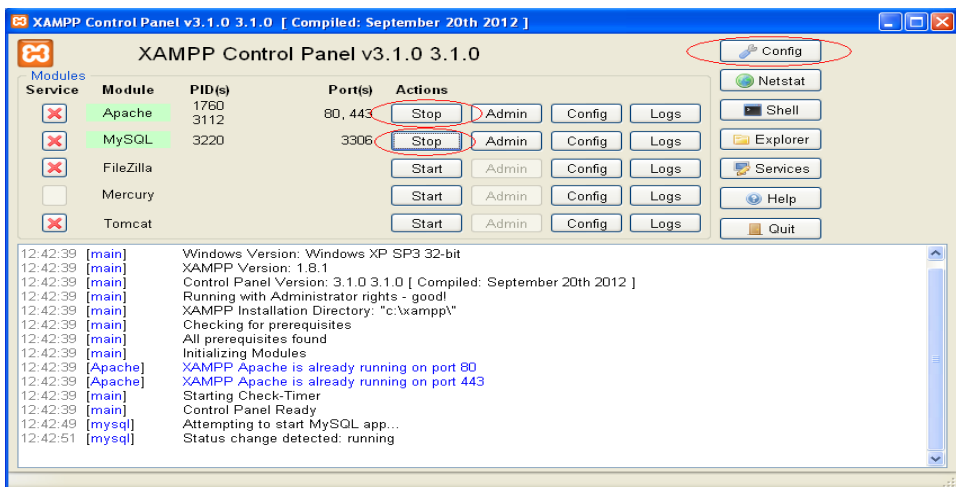 XAMPP Control Panel v3.1.0 3.1.0 [ Compiled: September 20th 2012 ]
XAMPP Control Panel v3.1.0 3.1.0
Config
Modules
Netstat
Service Module PID(s) Port(s) Actions
Apache 1760 3112 80, 443 Stop Admin Config Logs
Shell
MySQL 3220 3306 Stop Admin Config Logs
Explorer
FileZilla Start Admin Config Logs
Services
Mercury Start Admin Config Logs
Help
Tomcat Start Admin Config Logs
Quit
12:42:39 [main] Windows Version: Windows XP SP3 32-bit
12:42:39 [main] XAMPP Version: 1.8.1
12:42:39 [main] Control Panel Version: 3.1.0 3.1.0 [ Compiled: September 20th 2012 ]
12:42:39 [main] Running with Administrator rights - good!
12:42:39 [main] XAMPP Installation Directory: "c:\xampp\"
12:42:39 [main] Checking for prerequisites
12:42:39 [main] All prerequisites found
12:42:39 [main] Initializing Modules
12:42:39 [Apache] XAMPP Apache is already running on port 80
12:42:39 [Apache] XAMPP Apache is already running on port 443
12:42:39 [main] Starting Check-Timer
12:42:39 [main] Control Panel Ready
12:42:49 [mysql] Attempting to start MySQL app...
12:42:51 [mysql] Status change detected: running